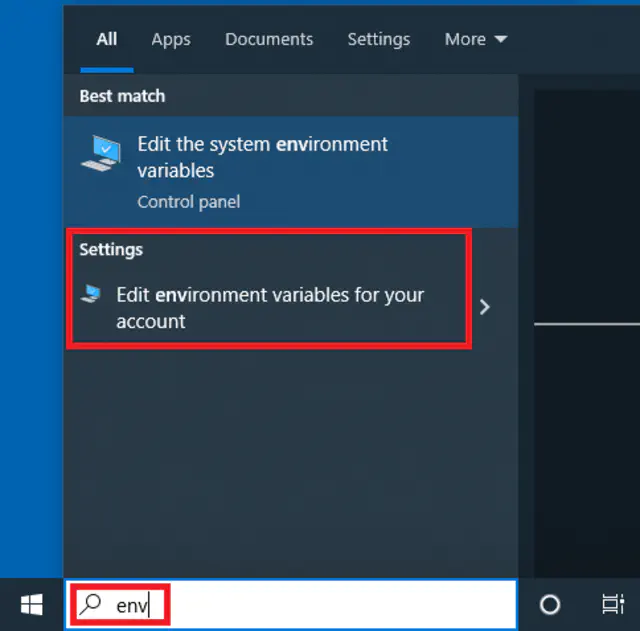 All Apps Documents Settings More
Best match
Edit the system environment
variables
Control panel
Settings
Edit environment variables for your
account
env